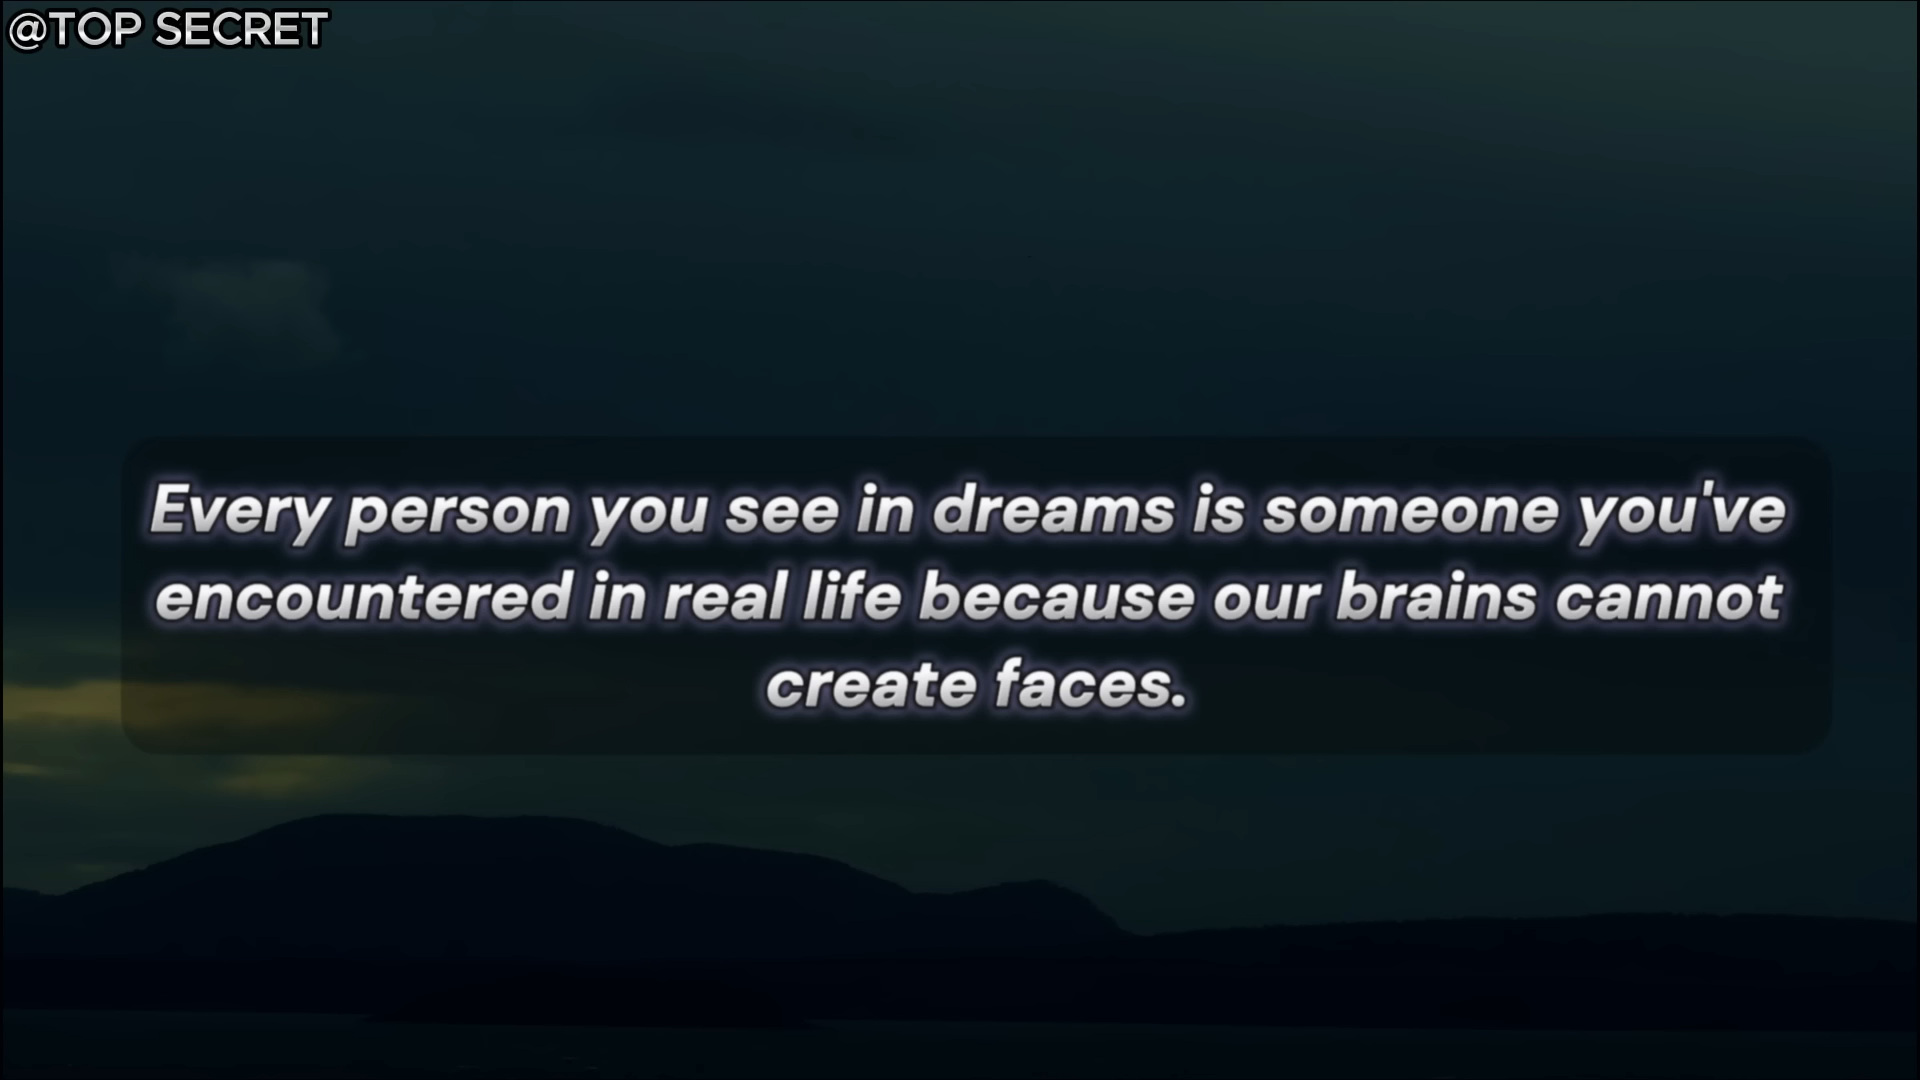 @TOP SECRET
Every person you see in dreams is someone you've
encountered in real life because our brains cannot
create faces.